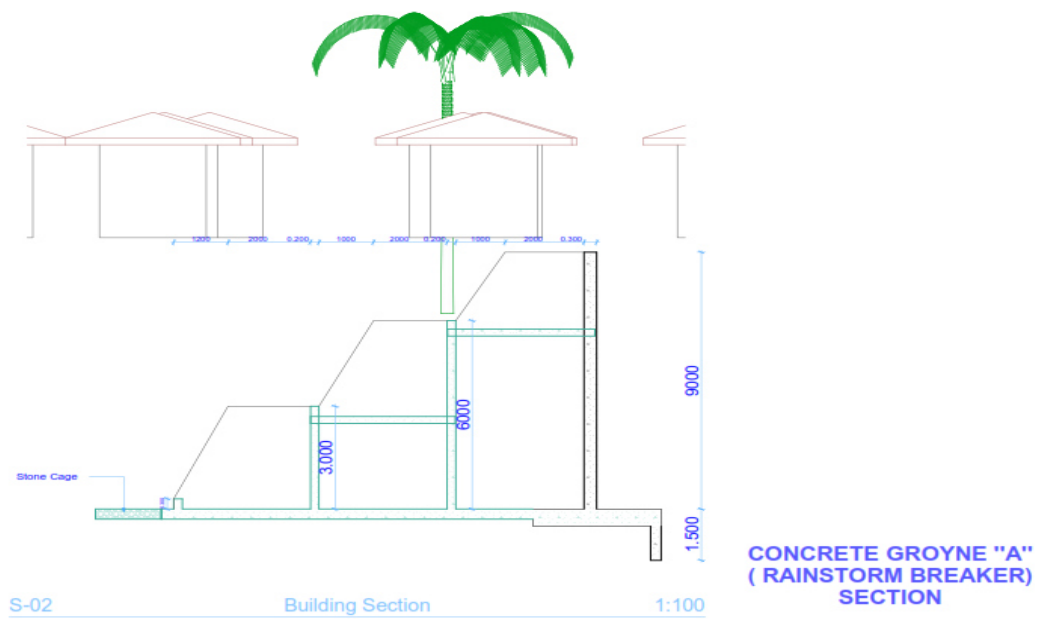 1200 2000 0.200 1000 2000 0.200 1000 2000 0.300
9000
6000
3.000
Stone Cage
1.500
CONCRETE GROYNE "A"
( RAINSTORM BREAKER)
SECTION
S-02 Building Section 1:100